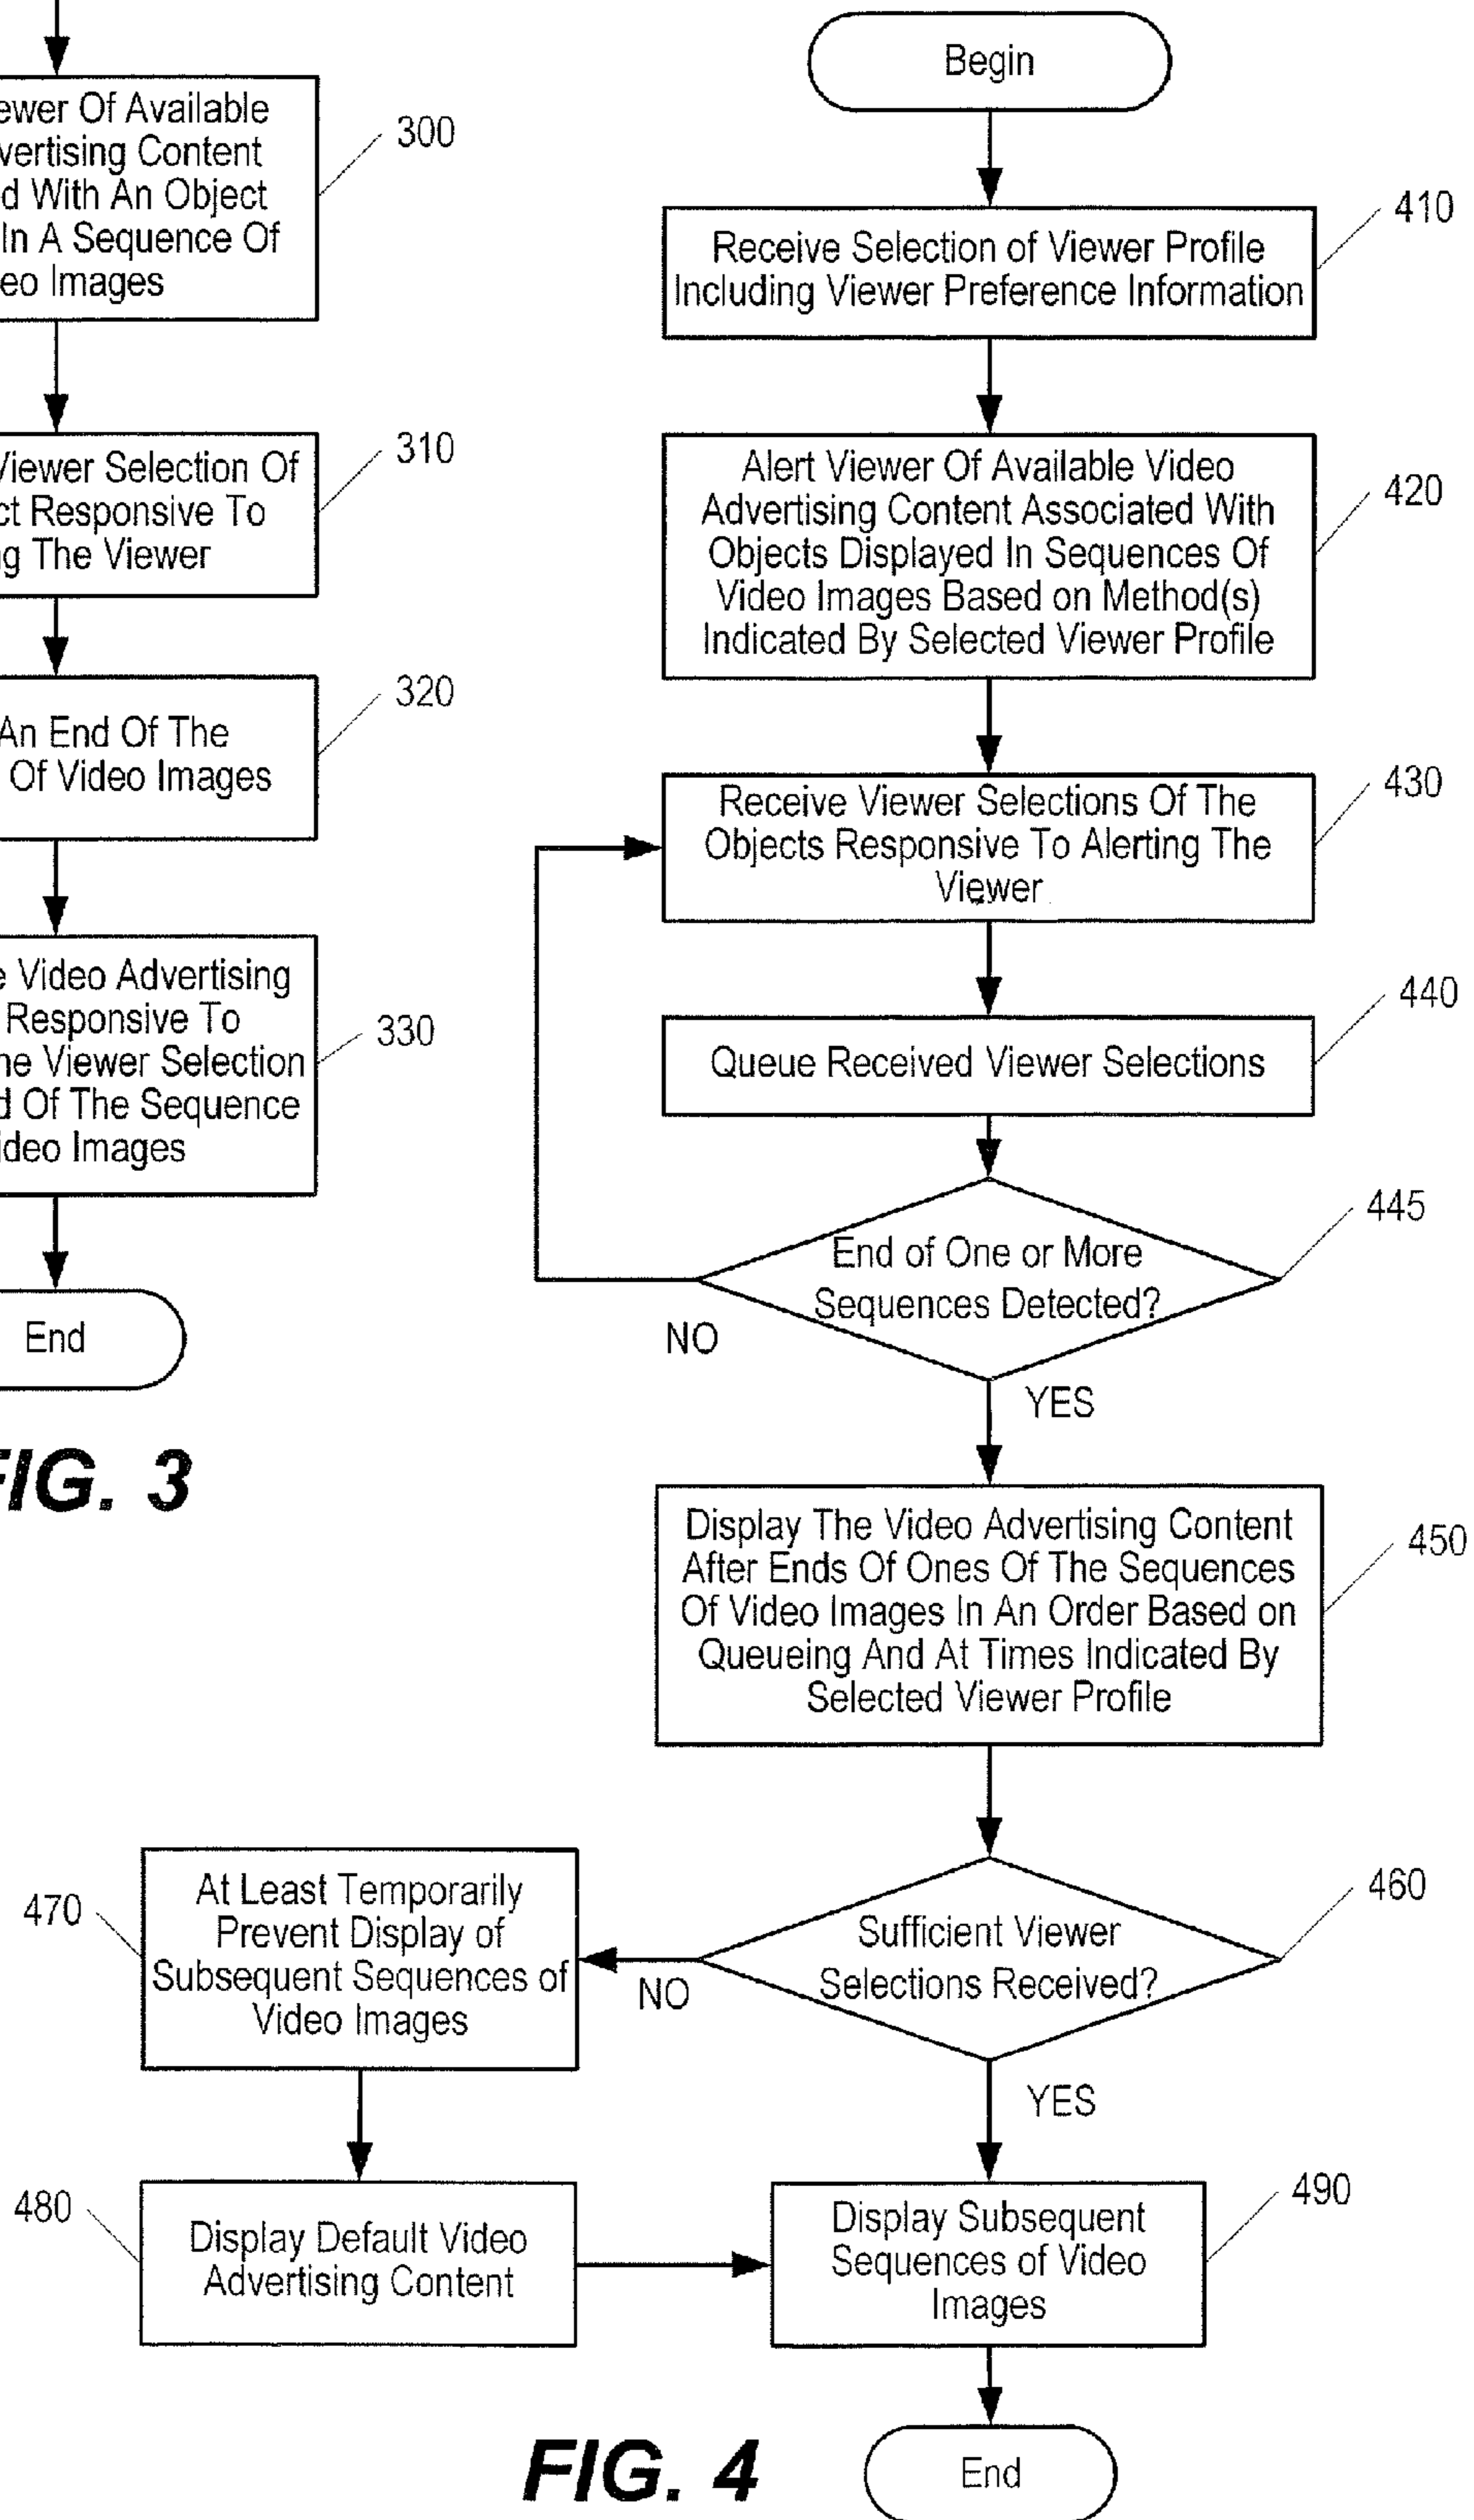 Of Available
300
Content
With An Object
In A Sequence Of
Images
Viewer Selection Of
310
Responsive To
The Viewer
An End Of The
320
Of Video Images
Video Advertising
Responsive To
330
Viewer Selection
Of The Sequence
Images
End
FIG. 3
Begin
Receive Selection of Viewer Profile
Including Viewer Preference Information
410
Alert Viewer Of Available Video
Advertising Content Associated With
Objects Displayed In Sequences Of
Video Images Based on Method(s)
Indicated By Selected Viewer Profile
420
Receive Viewer Selections Of The
Objects Responsive To Alerting The
Viewer
430
Queue Received Viewer Selections
440
End of One or More
Sequences Detected?
445
NO
YES
Display The Video Advertising Content
After Ends Of Ones Of The Sequences
Of Video Images In An Order Based on
Queueing And At Times Indicated By
Selected Viewer Profile
450
Sufficient Viewer
Selections Received?
460
NO
YES
At Least Temporarily
Prevent Display of
Subsequent Sequences of
Video Images
470
Display Default Video
Advertising Content
480
Display Subsequent
Sequences of Video
Images
490
End
FIG. 4